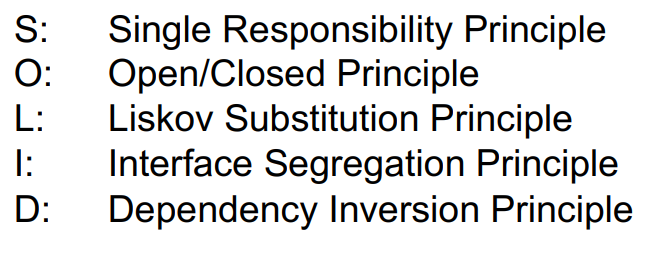 S: Single Responsibility Principle
O: Open/Closed Principle
L: Liskov Substitution Principle
I: Interface Segregation Principle
D: Dependency Inversion Principle